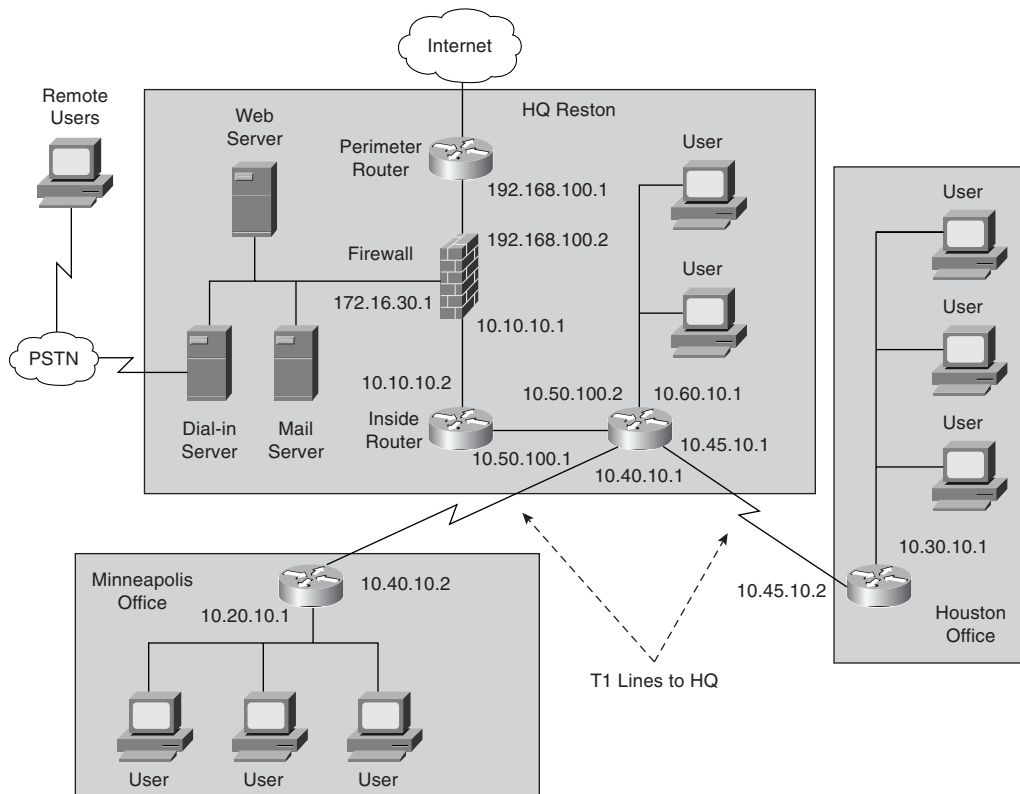 Internet
Remote
Users
HQ Reston
Web
Server
Perimeter
Router
192.168.100.1
User
User
Firewall
192.168.100.2
172.16.30.1
10.10.10.1
User
User
PSTN
10.10.10.2
Inside
Router
10.50.100.2
10.60.10.1
Dial-in
Server
Mail
Server
10.50.100.1
10.45.10.1
10.40.10.1
User
10.30.10.1
Minneapolis
Office
10.40.10.2
10.20.10.1
10.45.10.2
Houston
Office
T1 Lines to HQ
User
User
User